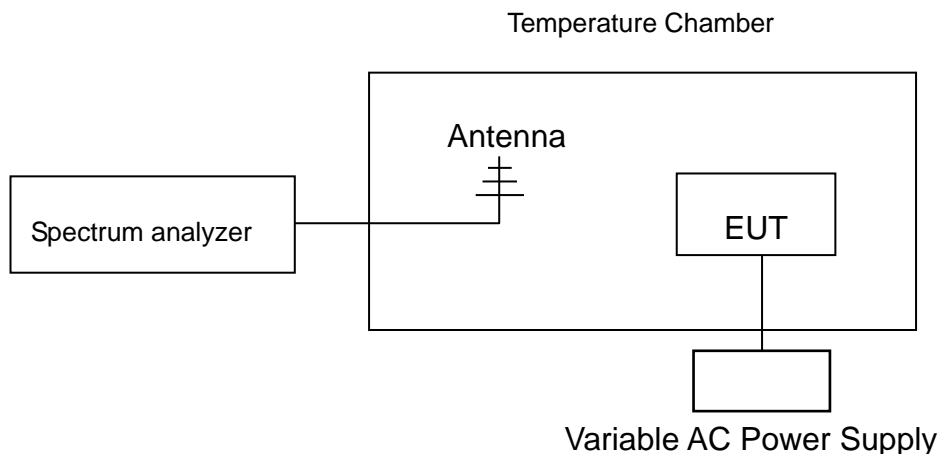 Temperature Chamber
Antenna
Spectrum analyzer
EUT
Variable AC Power Supply